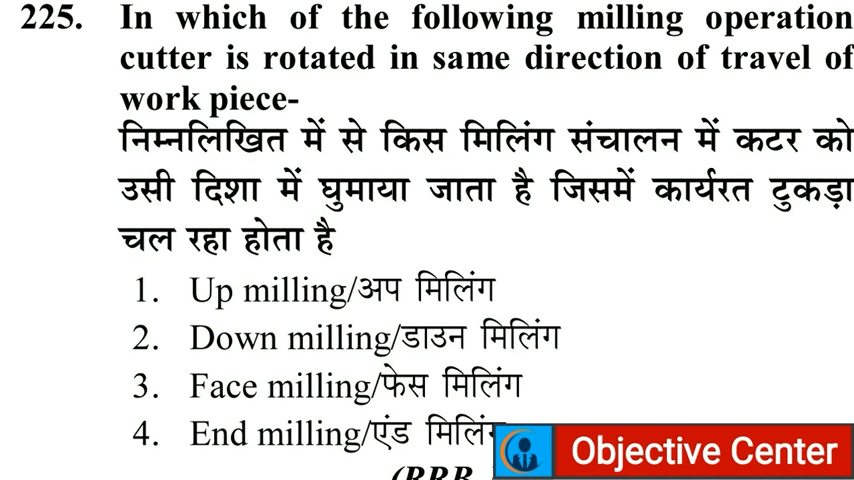 225. In which of the following milling operation
cutter is rotated in same direction of travel of
work piece-
निम्नलिखित में से किस मिलिंग संचालन में कटर को
उसी दिशा में घुमाया जाता है जिसमें कार्यरत टुकड़ा
चल रहा होता है
1. Up milling/अप मिलिंग
2. Down milling/डाउन मिलिंग
3. Face milling/फेस मिलिंग
4. End milling/एंड मिलिंग
Objective Center
(RRB